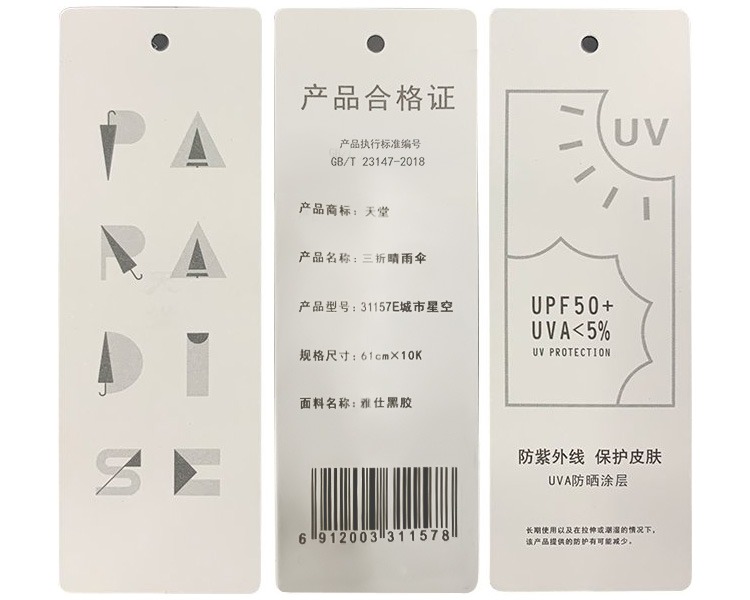 PA
RA
DI
SE
产品合格证
产品执行标准编号
GB/T 23147-2018
产品商标：天堂
产品名称：三折晴雨伞
产品型号：31157E城市星空
规格尺寸：61cm×10K
面料名称：雅仕黑胶
6 912003 311578
UV
UPF50+
UVA<5%
UV PROTECTION
防紫外线 保护皮肤
UVA防晒涂层
长期使用以及在拉伸或潮湿的情况下，
该产品提供的防护有可能减少。